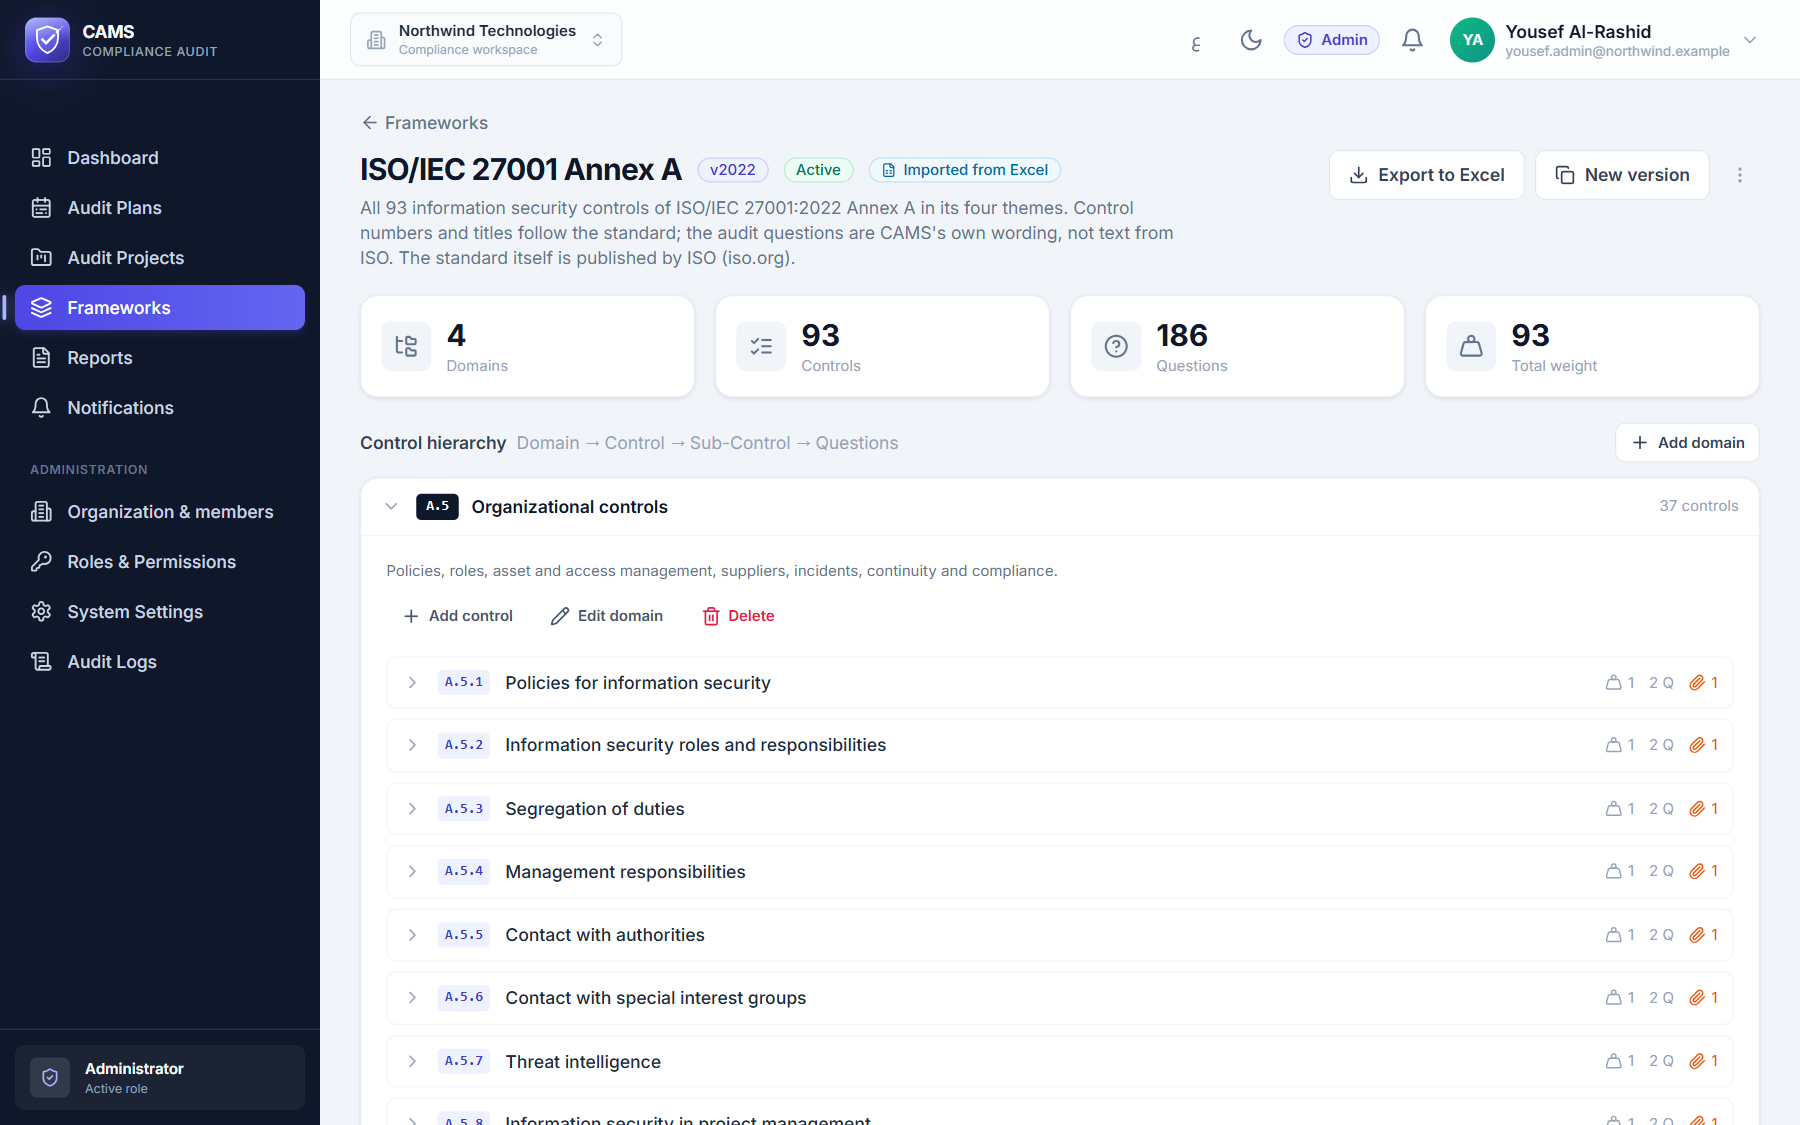 CAMS
COMPLIANCE AUDIT
Northwind Technologies
Compliance workspace
ع
Admin
YA
Yousef Al-Rashid
yousef.admin@northwind.example
Dashboard
Audit Plans
Audit Projects
Frameworks
Reports
Notifications
ADMINISTRATION
Organization & members
Roles & Permissions
System Settings
Audit Logs
Administrator
Active role
← Frameworks
ISO/IEC 27001 Annex A v2022 Active Imported from Excel
Export to Excel
New version
All 93 information security controls of ISO/IEC 27001:2022 Annex A in its four themes. Control
numbers and titles follow the standard; the audit questions are CAMS's own wording, not text from
ISO. The standard itself is published by ISO (iso.org).
4
Domains
93
Controls
186
Questions
93
Total weight
Control hierarchy Domain → Control → Sub-Control → Questions
Add domain
A.5 Organizational controls 37 controls
Policies, roles, asset and access management, suppliers, incidents, continuity and compliance.
Add control Edit domain Delete
A.5.1 Policies for information security 1 2 Q 1
A.5.2 Information security roles and responsibilities 1 2 Q 1
A.5.3 Segregation of duties 1 2 Q 1
A.5.4 Management responsibilities 1 2 Q 1
A.5.5 Contact with authorities 1 2 Q 1
A.5.6 Contact with special interest groups 1 2 Q 1
A.5.7 Threat intelligence 1 2 Q 1
A.5.8 Information security in project management 1 2 Q 1